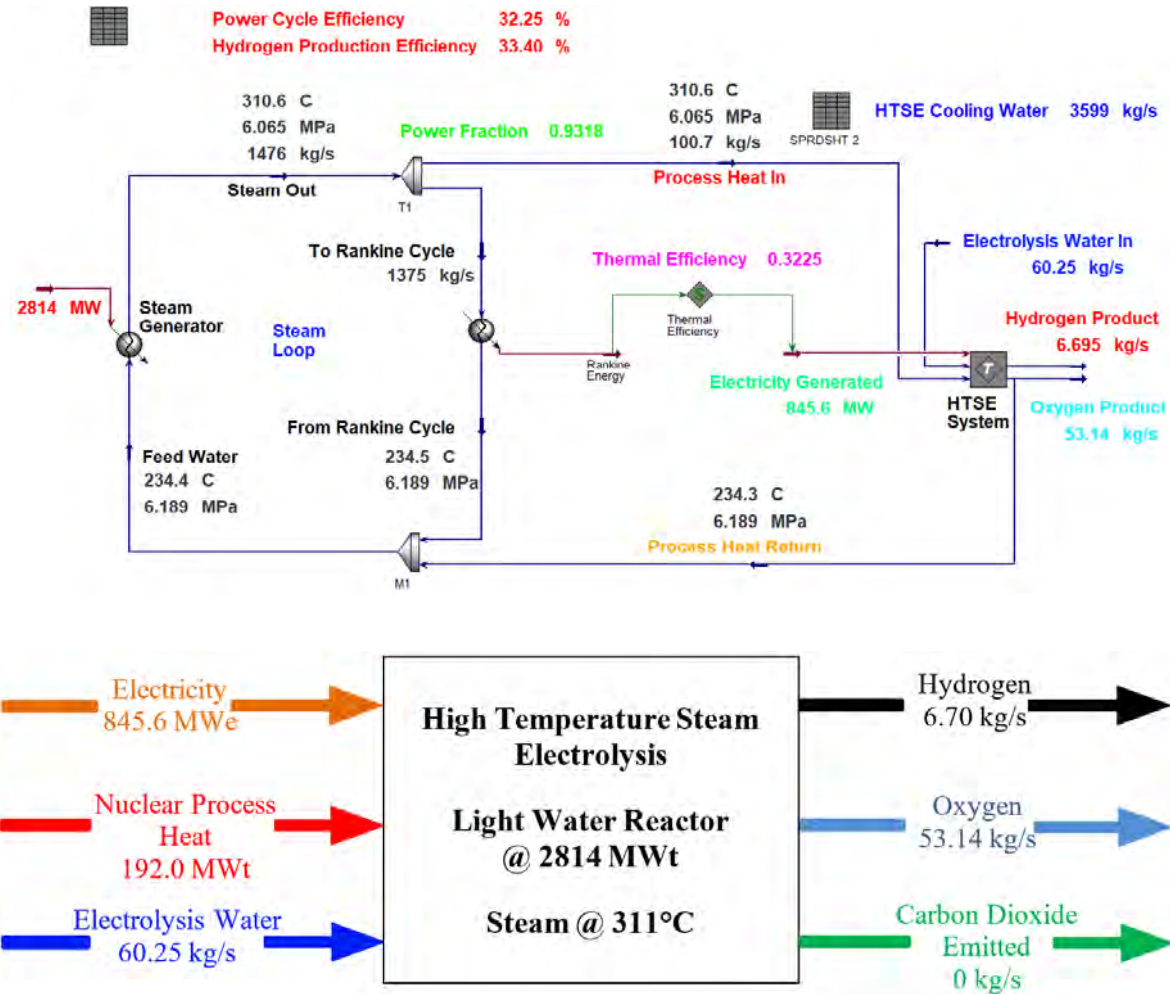 Power Cycle Efficiency 32.25 %
Hydrogen Production Efficiency 33.40 %
310.6 C
6.065 MPa
1476 kg/s
Steam Out
Power Fraction 0.9318
T1
310.6 C
6.065 MPa
100.7 kg/s
Process Heat In
SPRDSHT 2
HTSE Cooling Water 3599 kg/s
To Rankine Cycle
1375 kg/s
Thermal Efficiency 0.3225
Electrolysis Water In
60.25 kg/s
2814 MW
Steam
Generator
Steam
Loop
S
Thermal
Efficiency
Rankine
Energy
Hydrogen Product
6.695 kg/s
Electricity Generated
845.6 MW
T
HTSE
System
Oxygen Product
53.14 kg/s
From Rankine Cycle
234.5 C
6.189 MPa
Feed Water
234.4 C
6.189 MPa
234.3 C
6.189 MPa
Process Heat Return
M1
Electricity
845.6 MWe
Nuclear Process
Heat
192.0 MWt
Electrolysis Water
60.25 kg/s
High Temperature Steam
Electrolysis
Light Water Reactor
@ 2814 MWt
Steam @ 311°C
Hydrogen
6.70 kg/s
Oxygen
53.14 kg/s
Carbon Dioxide
Emitted
0 kg/s